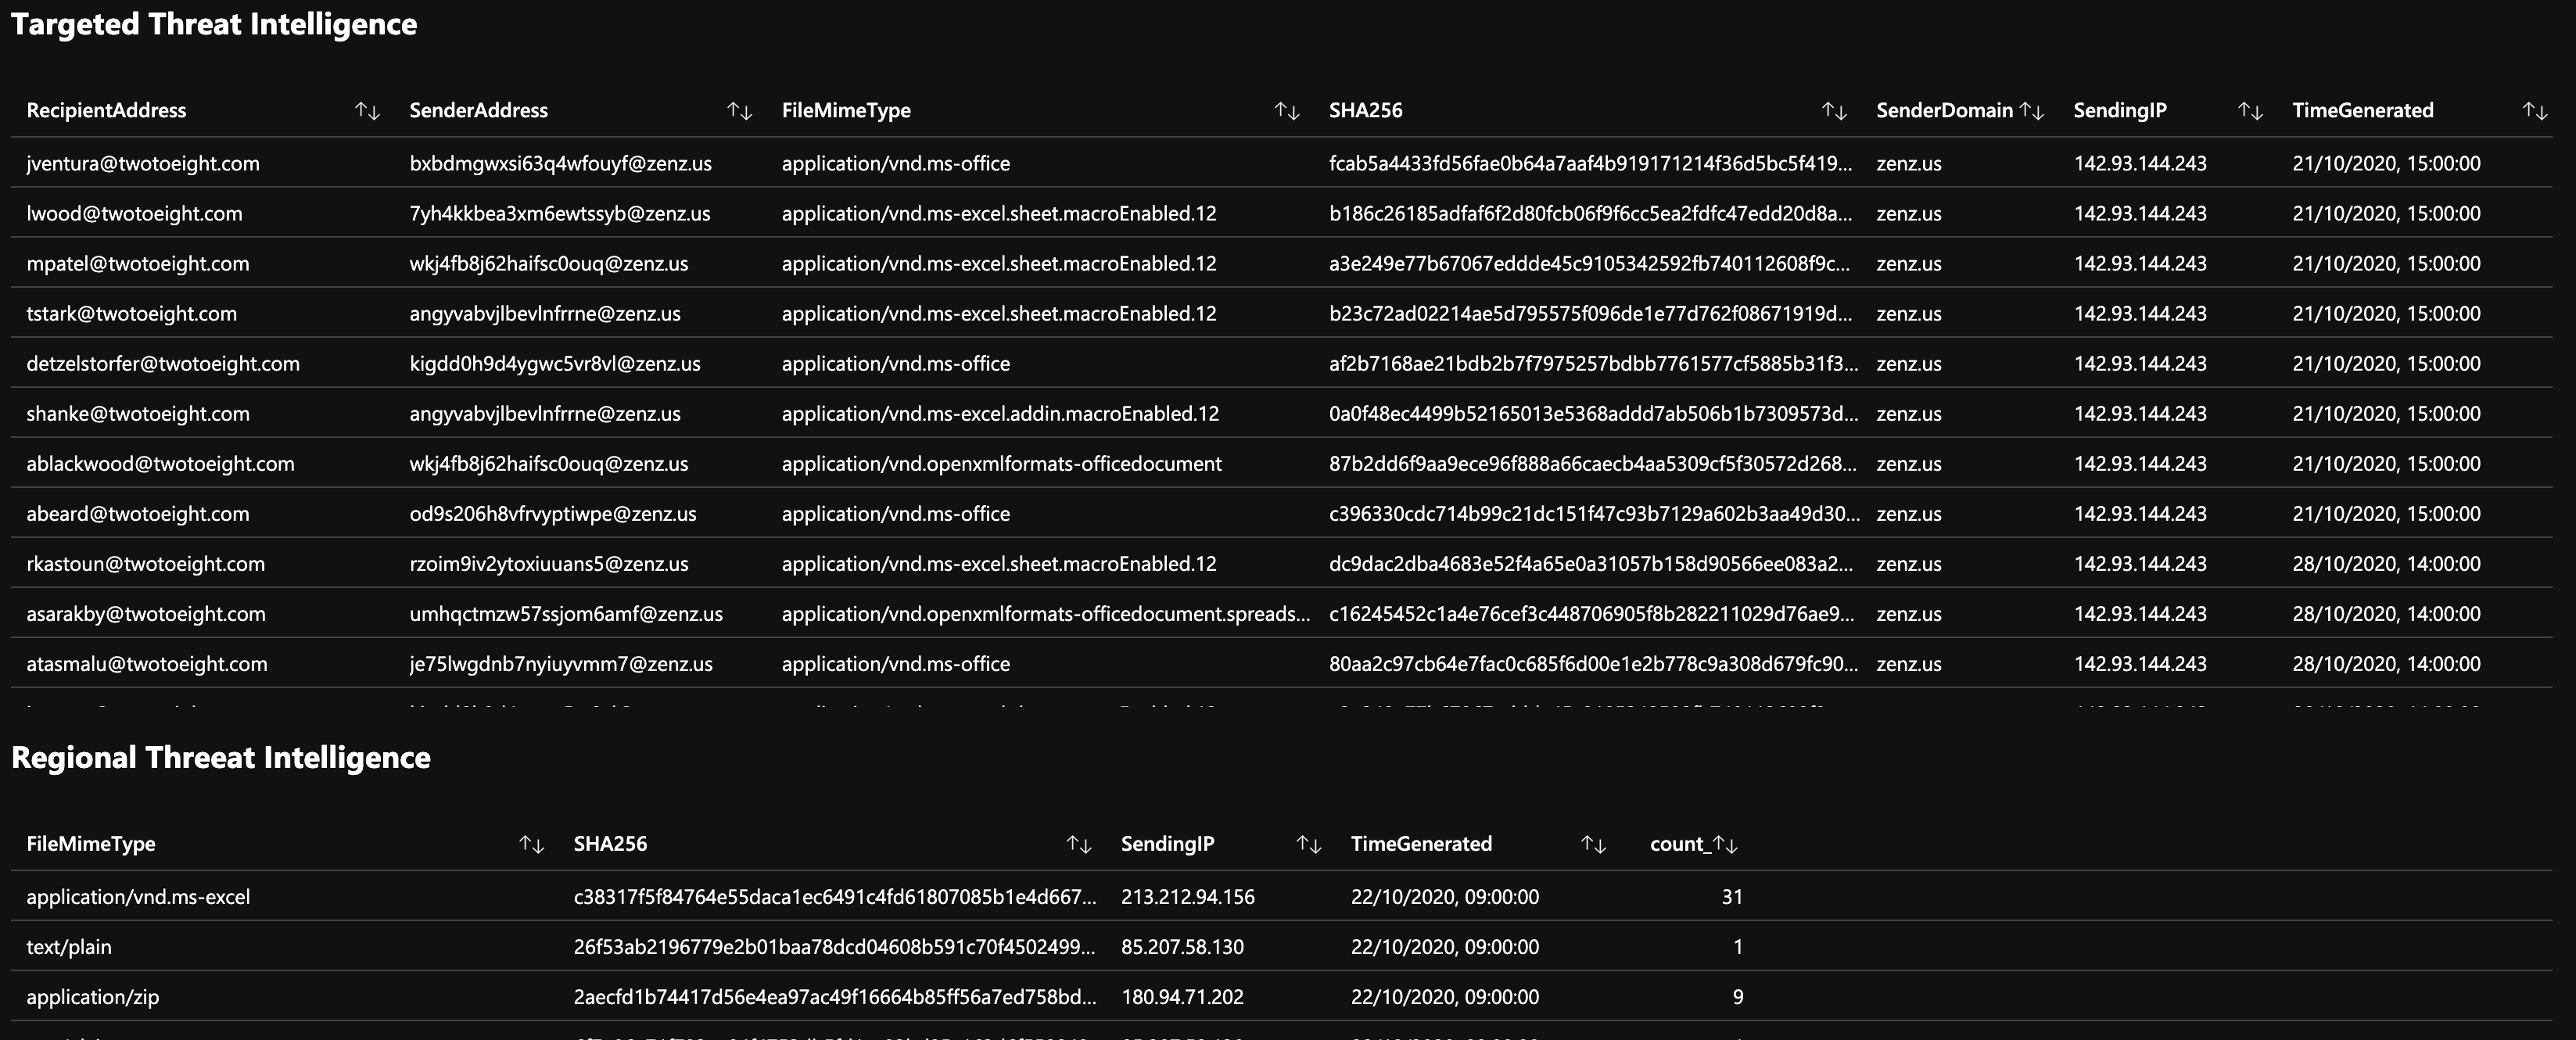 Targeted Threat Intelligence
RecipientAddress SenderAddress FileMimeType SHA256 SenderDomain SendingIP TimeGenerated
jventura@twotoeight.com bxbdmgwxsi63q4wfouyf@zenz.us application/vnd.ms-office fcab5a4433fd56fae0b64a7aaf4b919171214f36d5bc5f419... zenz.us 142.93.144.243 21/10/2020, 15:00:00
lwood@twotoeight.com 7yh4kkbea3xm6ewtssyb@zenz.us application/vnd.ms-excel.sheet.macroEnabled.12 b186c26185adfaf6f2d80fcb06f9f6cc5ea2fdfc47edd20d8a... zenz.us 142.93.144.243 21/10/2020, 15:00:00
mpatel@twotoeight.com wkj4fb8j62haifsc0ouq@zenz.us application/vnd.ms-excel.sheet.macroEnabled.12 a3e249e77b67067eddde45c9105342592fb740112608f9c... zenz.us 142.93.144.243 21/10/2020, 15:00:00
tstark@twotoeight.com angyvabvjlbevlnfrrne@zenz.us application/vnd.ms-excel.sheet.macroEnabled.12 b23c72ad02214ae5d795575f096de1e77d762f08671919d... zenz.us 142.93.144.243 21/10/2020, 15:00:00
detzelstorfer@twotoeight.com kigdd0h9d4ygwc5vr8vl@zenz.us application/vnd.ms-office af2b7168ae21bdb2b7f7975257bdbb7761577cf5885b31f3... zenz.us 142.93.144.243 21/10/2020, 15:00:00
shanke@twotoeight.com angyvabvjlbevlnfrrne@zenz.us application/vnd.ms-excel.addin.macroEnabled.12 0a0f48ec4499b52165013e5368addd7ab506b1b7309573d... zenz.us 142.93.144.243 21/10/2020, 15:00:00
ablackwood@twotoeight.com wkj4fb8j62haifsc0ouq@zenz.us application/vnd.openxmlformats-officedocument 87b2dd6f9aa9ece96f888a66caecb4aa5309cf5f30572d268... zenz.us 142.93.144.243 21/10/2020, 15:00:00
abeard@twotoeight.com od9s206h8vfrvyptiwpe@zenz.us application/vnd.ms-office c396330cdc714b99c21dc151f47c93b7129a602b3aa49d30... zenz.us 142.93.144.243 21/10/2020, 15:00:00
rkastoun@twotoeight.com rzoim9iv2ytoxiuuans5@zenz.us application/vnd.ms-excel.sheet.macroEnabled.12 dc9dac2dba4683e52f4a65e0a31057b158d90566ee083a2... zenz.us 142.93.144.243 28/10/2020, 14:00:00
asarakby@twotoeight.com umhqctmzw57ssjom6amf@zenz.us application/vnd.openxmlformats-officedocument.spreads... c16245452c1a4e76cef3c448706905f8b282211029d76ae9... zenz.us 142.93.144.243 28/10/2020, 14:00:00
atasmalu@twotoeight.com je75lwgdnb7nyiuyvmm7@zenz.us application/vnd.ms-office 80aa2c97cb64e7fac0c685f6d00e1e2b778c9a308d679fc90... zenz.us 142.93.144.243 28/10/2020, 14:00:00
Regional Threeat Intelligence
FileMimeType SHA256 SendingIP TimeGenerated count_
application/vnd.ms-excel c38317f5f84764e55daca1ec6491c4fd61807085b1e4d667... 213.212.94.156 22/10/2020, 09:00:00 31
text/plain 26f53ab2196779e2b01baa78dcd04608b591c70f4502499... 85.207.58.130 22/10/2020, 09:00:00 1
application/zip 2aecfd1b74417d56e4ea97ac49f16664b85ff56a7ed758bd... 180.94.71.202 22/10/2020, 09:00:00 9